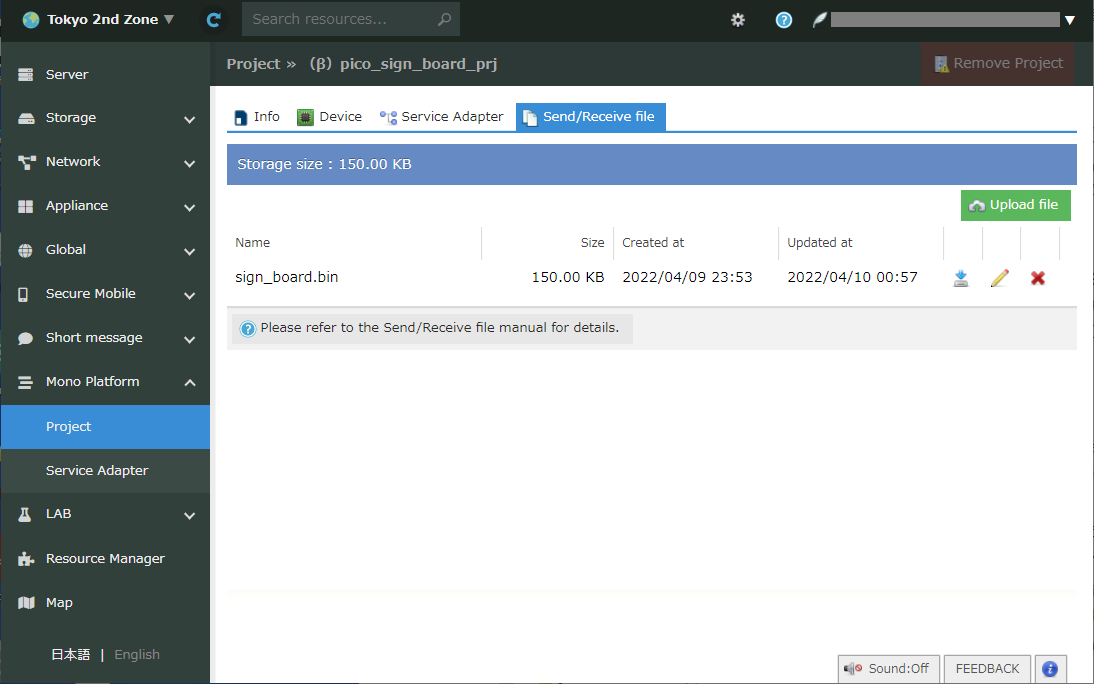 Tokyo 2nd Zone ▼
Search resources...
Server
Storage
Network
Appliance
Global
Secure Mobile
Short message
Mono Platform
Project
Service Adapter
LAB
Resource Manager
Map
日本語 | English
Project » (β) pico_sign_board_prj
Remove Project
Info Device Service Adapter Send/Receive file
Storage size : 150.00 KB
Upload file
Name Size Created at Updated at
sign_board.bin 150.00 KB 2022/04/09 23:53 2022/04/10 00:57
Please refer to the Send/Receive file manual for details.
Sound:Off FEEDBACK